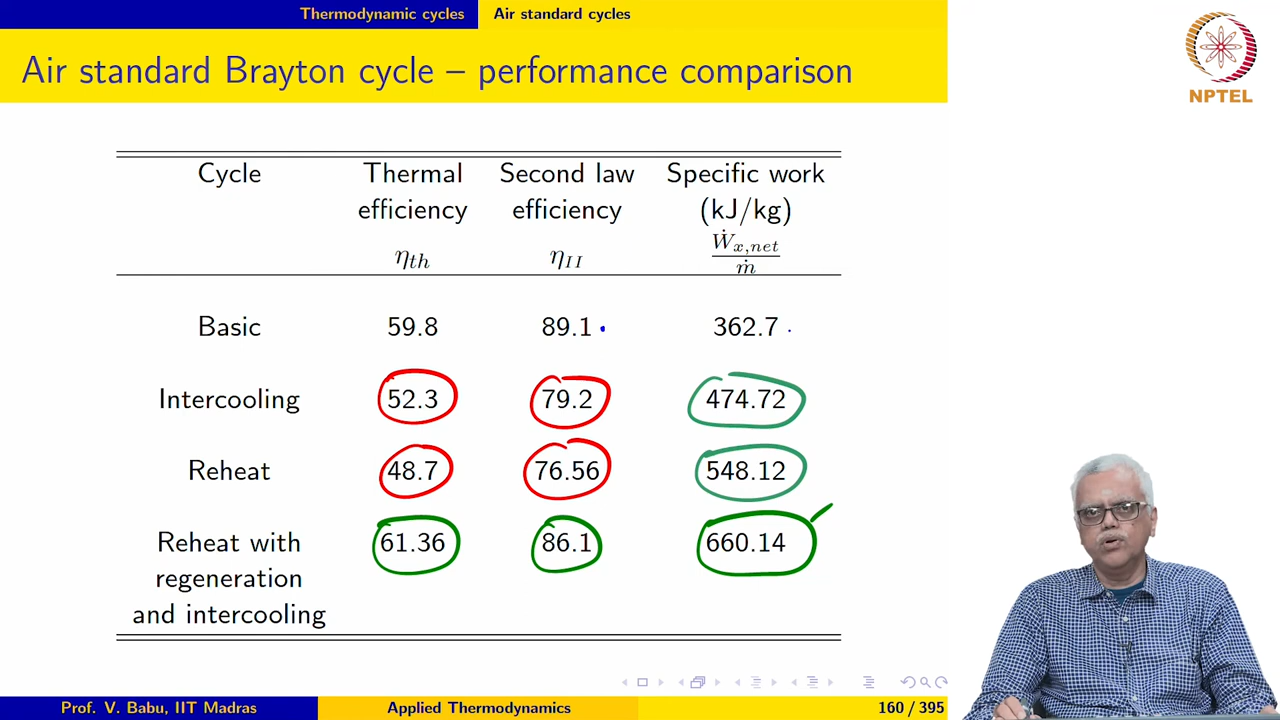 Thermodynamic cycles Air standard cycles
Air standard Brayton cycle – performance comparison
NPTEL
Cycle Thermal Second law Specific work
efficiency efficiency (kJ/kg)
η_th η_II Ẇ_x,net / ṁ
Basic 59.8 89.1 362.7
Intercooling 52.3 79.2 474.72
Reheat 48.7 76.56 548.12
Reheat with 61.36 86.1 660.14
regeneration
and intercooling
Prof. V. Babu, IIT Madras Applied Thermodynamics 160 / 395